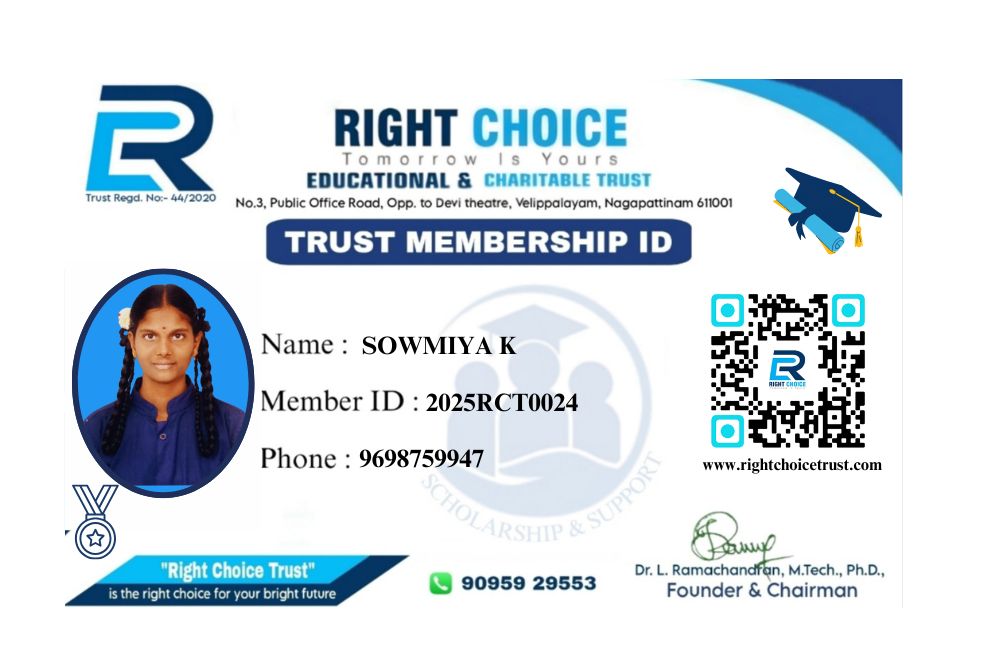 Trust Regd. No:- 44/2020
RIGHT CHOICE
Tomorrow Is Yours
EDUCATIONAL & CHARITABLE TRUST
No.3, Public Office Road, Opp. to Devi theatre, Velippalayam, Nagapattinam 611001
TRUST MEMBERSHIP ID
Name : SOWMIYA K
Member ID : 2025RCT0024
Phone : 9698759947
SCHOLARSHIP & SUPPORT
RIGHT CHOICE
www.rightchoicetrust.com
"Right Choice Trust"
is the right choice for your bright future
90959 29553
Dr. L. Ramachandran, M.Tech., Ph.D.,
Founder & Chairman